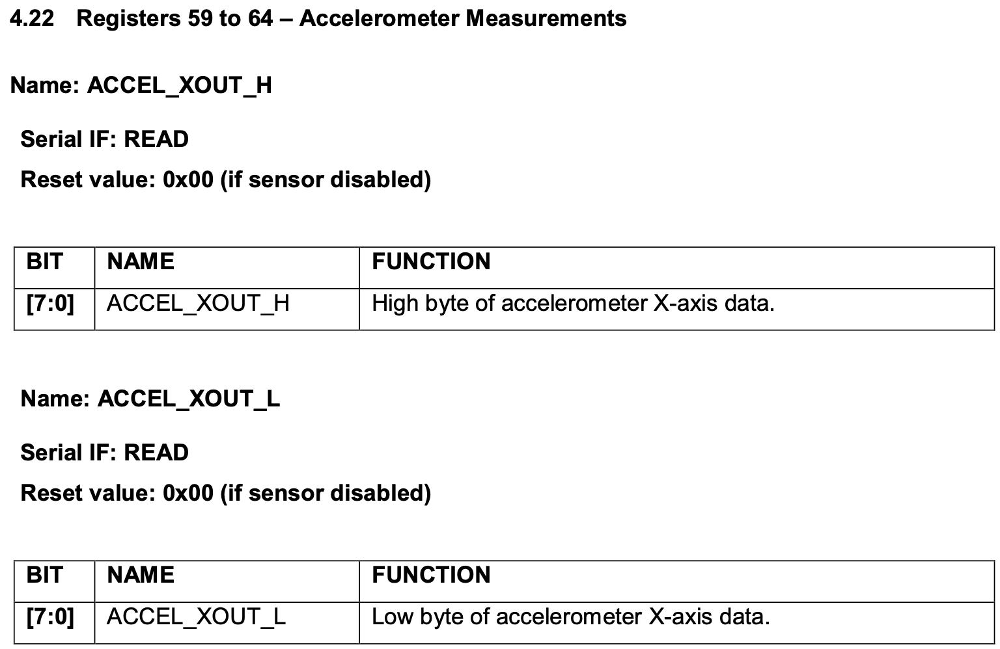 4.22 Registers 59 to 64 – Accelerometer Measurements
Name: ACCEL_XOUT_H
Serial IF: READ
Reset value: 0x00 (if sensor disabled)
BIT NAME FUNCTION
[7:0] ACCEL_XOUT_H High byte of accelerometer X-axis data.
Name: ACCEL_XOUT_L
Serial IF: READ
Reset value: 0x00 (if sensor disabled)
BIT NAME FUNCTION
[7:0] ACCEL_XOUT_L Low byte of accelerometer X-axis data.